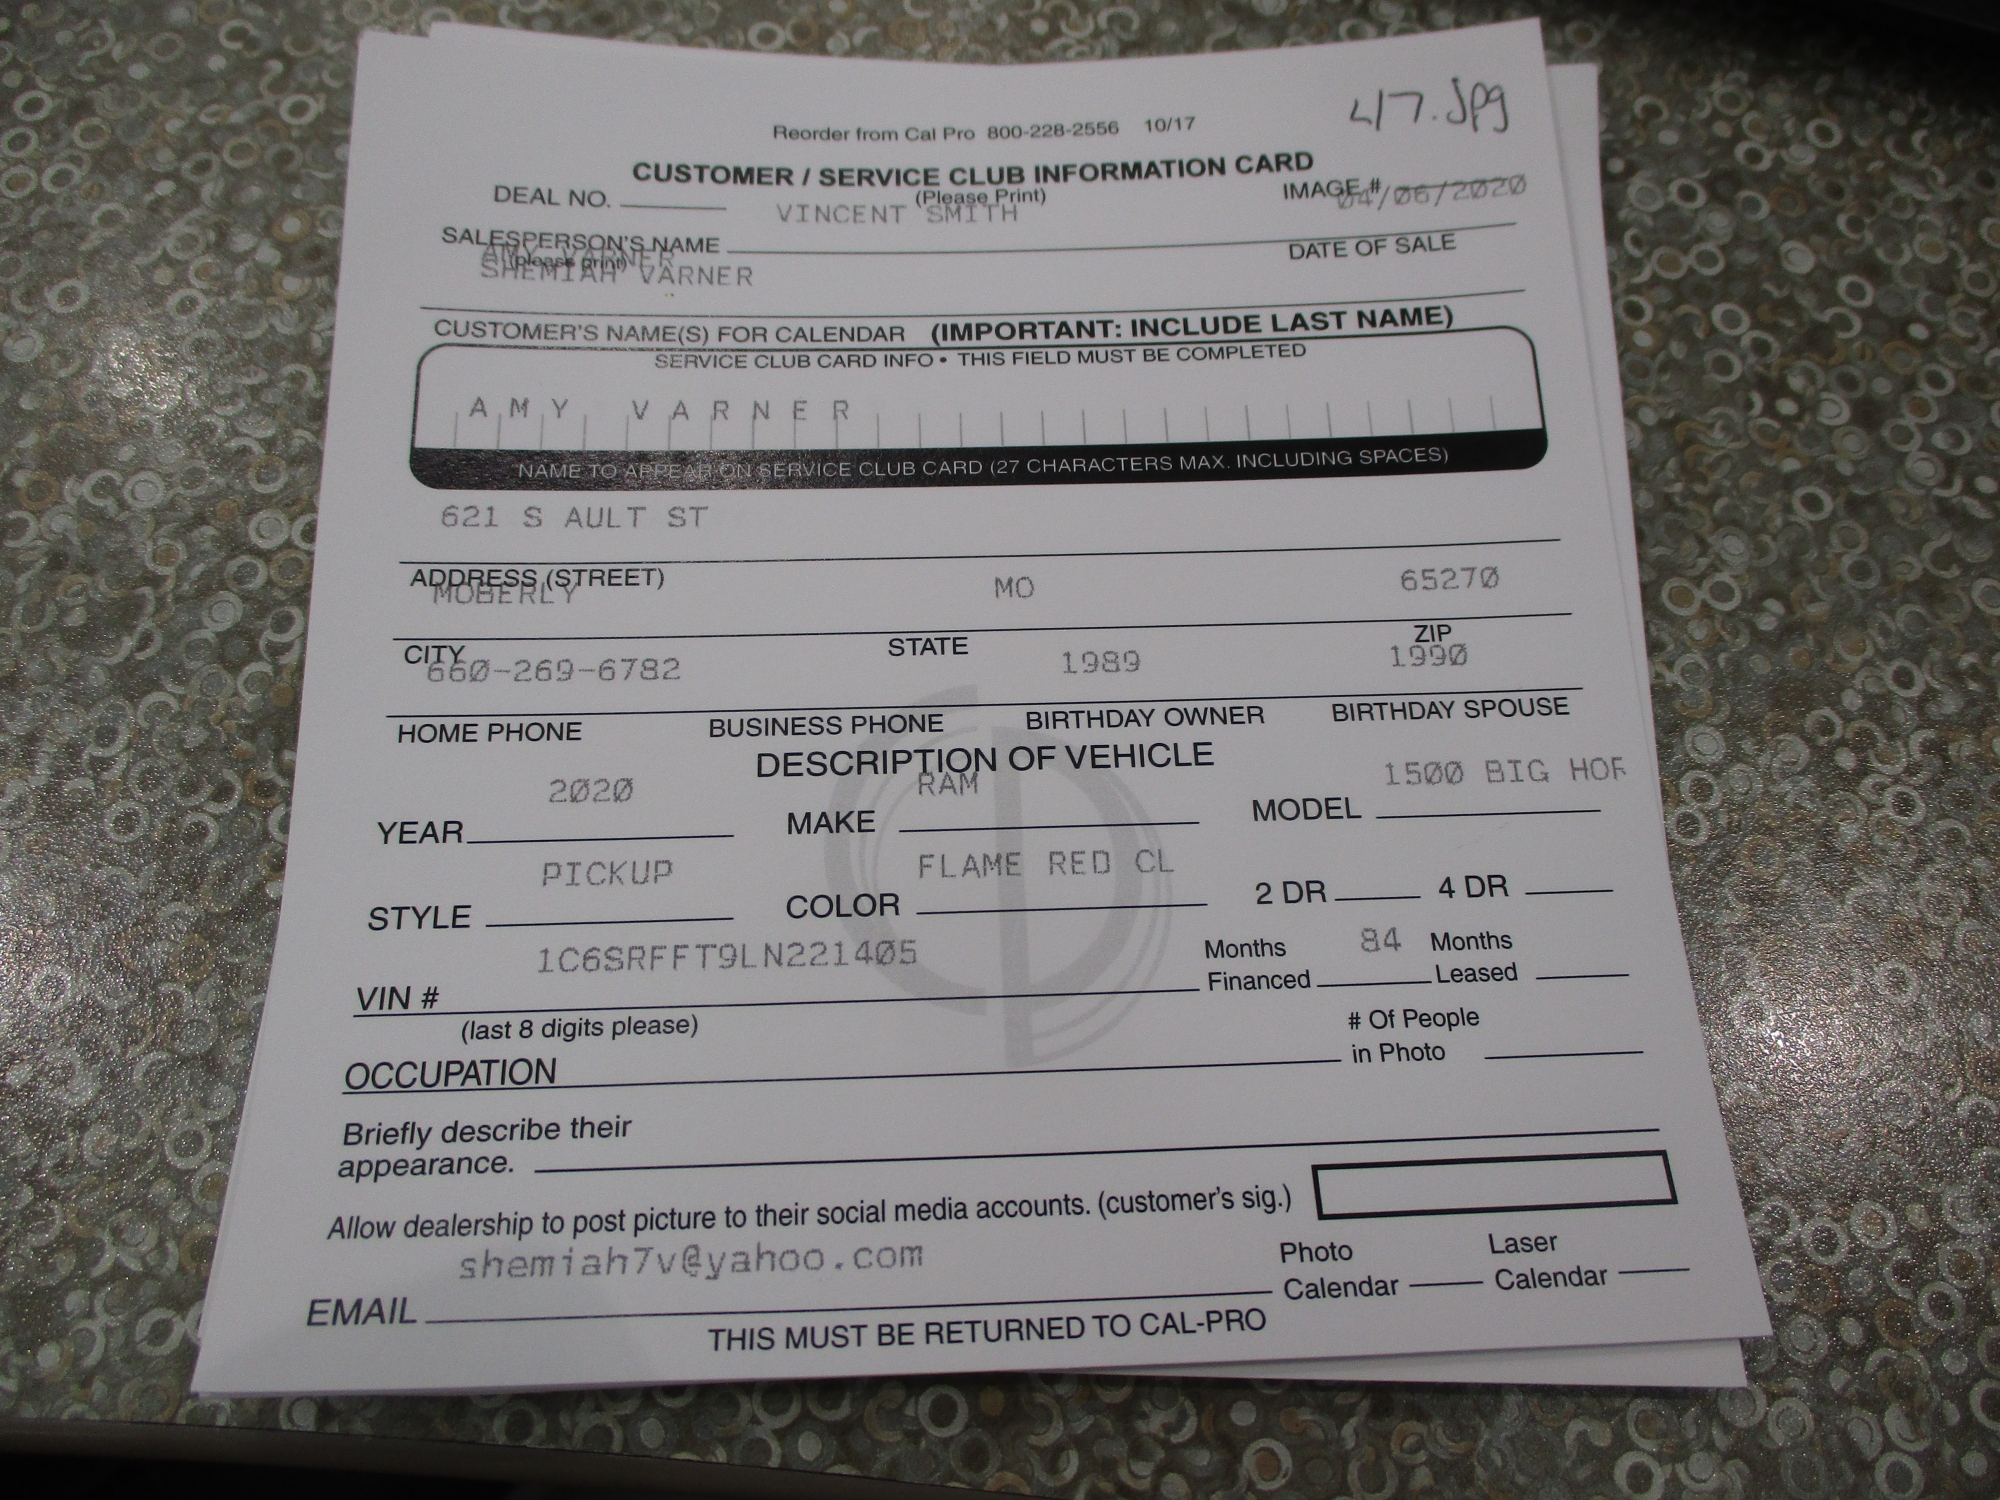 417.jpg
Reorder from Cal Pro 800-228-2556 10/17
CUSTOMER / SERVICE CLUB INFORMATION CARD
(Please Print)
DEAL NO. IMAGE #
VINCENT SMITH 04/06/2020
SALESPERSON'S NAME DATE OF SALE
(please print)
AMY VARNER
SHEMIAH VARNER
CUSTOMER'S NAME(S) FOR CALENDAR (IMPORTANT: INCLUDE LAST NAME)
SERVICE CLUB CARD INFO • THIS FIELD MUST BE COMPLETED
AMY VARNER
NAME TO APPEAR ON SERVICE CLUB CARD (27 CHARACTERS MAX. INCLUDING SPACES)
621 S AULT ST
ADDRESS (STREET)
MOBERLY MO 65270
CITY STATE ZIP
660-269-6782 1989 1990
HOME PHONE BUSINESS PHONE BIRTHDAY OWNER BIRTHDAY SPOUSE
DESCRIPTION OF VEHICLE
2020 RAM 1500 BIG HOR
YEAR MAKE MODEL
PICKUP FLAME RED CL
STYLE COLOR 2 DR 4 DR
1C6SRFFT9LN221405 84
VIN # Months Financed Months Leased
(last 8 digits please)
OCCUPATION # Of People in Photo
Briefly describe their
appearance.
Allow dealership to post picture to their social media accounts. (customer's sig.)
shemiah7v@yahoo.com
EMAIL Photo Calendar Laser Calendar
THIS MUST BE RETURNED TO CAL-PRO